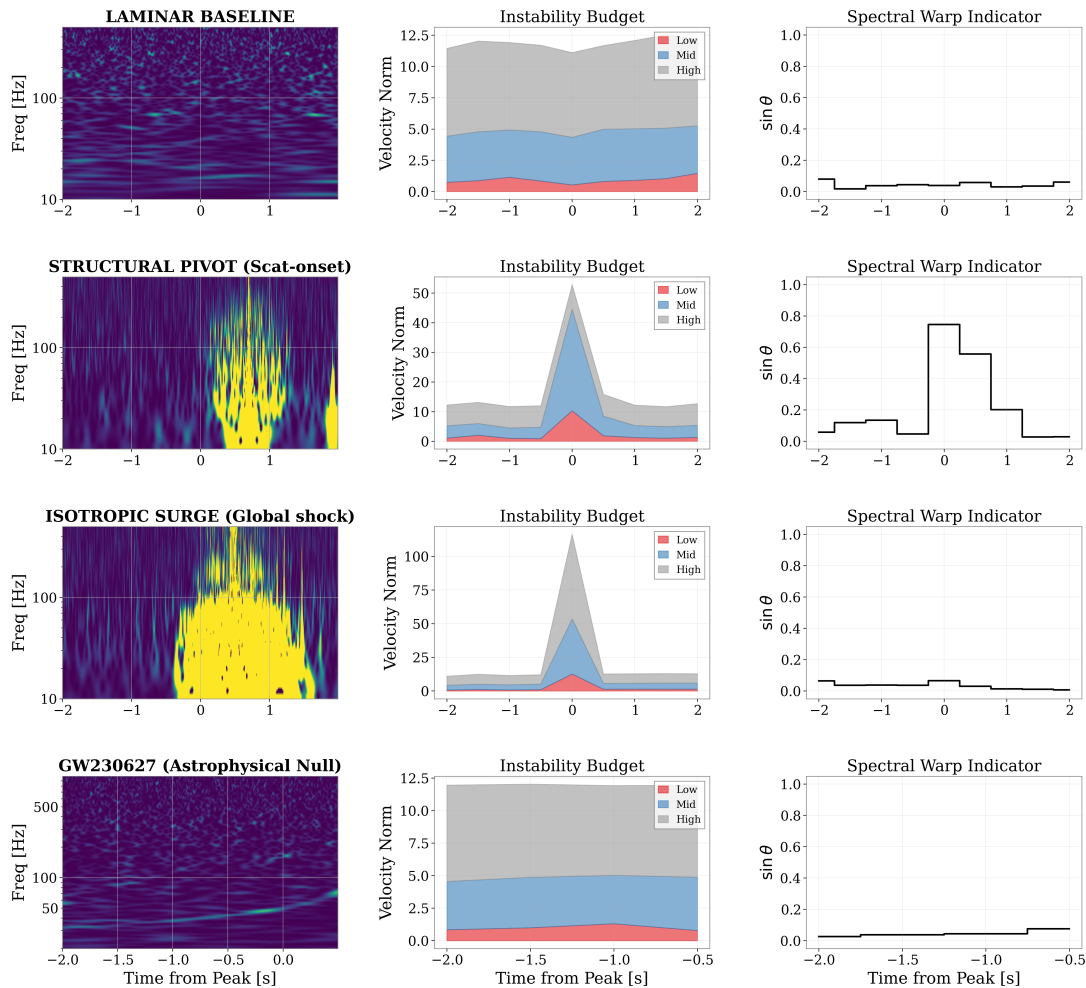 LAMINAR BASELINE
Freq [Hz]
100
10
−2
−1
0
1
2
Instability Budget
Velocity Norm
12.5
10.0
7.5
5.0
2.5
0.0
Low
Mid
High
−2
−1
0
1
2
Spectral Warp Indicator
sin θ
1.0
0.8
0.6
0.4
0.2
0.0
−2
−1
0
1
2
STRUCTURAL PIVOT (Scat-onset)
Freq [Hz]
100
10
−2
−1
0
1
Instability Budget
Velocity Norm
50
40
30
20
10
0
Low
Mid
High
−2
−1
0
1
2
Spectral Warp Indicator
sin θ
1.0
0.8
0.6
0.4
0.2
0.0
−2
−1
0
1
2
ISOTROPIC SURGE (Global shock)
Freq [Hz]
100
10
−2
−1
0
1
Instability Budget
Velocity Norm
100
75
50
25
0
Low
Mid
High
−2
−1
0
1
2
Spectral Warp Indicator
sin θ
1.0
0.8
0.6
0.4
0.2
0.0
−2
−1
0
1
2
GW230627 (Astrophysical Null)
Freq [Hz]
500
100
50
−2.0
−1.5
−1.0
−0.5
0.0
Time from Peak [s]
Instability Budget
Velocity Norm
12.5
10.0
7.5
5.0
2.5
0.0
Low
Mid
High
−2.0
−1.5
−1.0
−0.5
Time from Peak [s]
Spectral Warp Indicator
sin θ
1.0
0.8
0.6
0.4
0.2
0.0
−2.0
−1.5
−1.0
−0.5
Time from Peak [s]